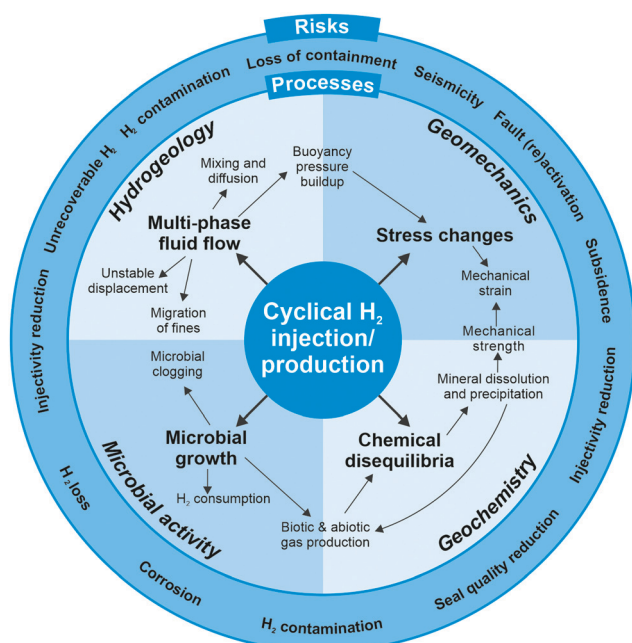 Risks
Loss of containment
Processes
H₂ contamination
Unrecoverable H₂
Injectivity reduction
H₂ loss
Corrosion
H₂ contamination
Seal quality reduction
Injectivity reduction
Subsidence
Fault (re)activation
Seismicity
Hydrogeology
Mixing and
diffusion
Buoyancy
pressure
buildup
Multi-phase
fluid flow
Unstable
displacement
Migration
of fines
Geomechanics
Stress changes
Mechanical
strain
Mechanical
strength
Cyclical H₂
injection/
production
Microbial
clogging
Microbial
growth
H₂ consumption
Microbial activity
Mineral dissolution
and precipitation
Chemical
disequilibria
Biotic & abiotic
gas production
Geochemistry